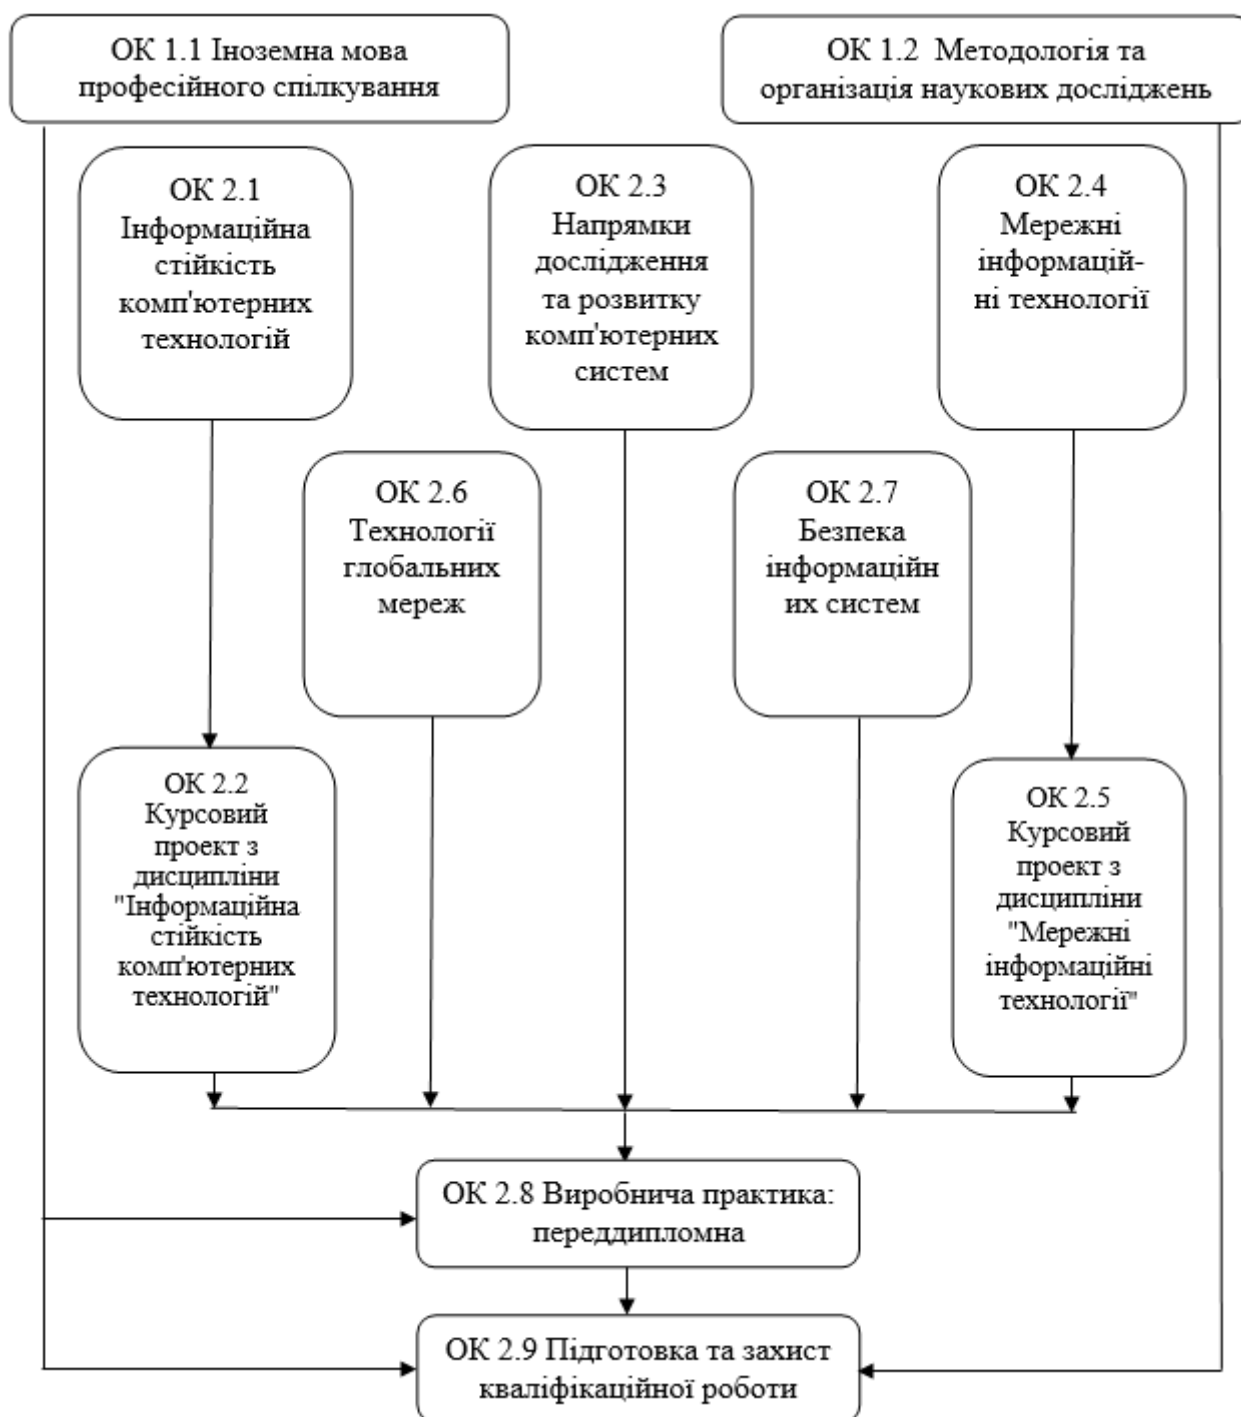 ОК 1.1 Іноземна мова
професійного спілкування
ОК 1.2 Методологія та
організація наукових досліджень
ОК 2.1
Інформаційна
стійкість
комп'ютерних
технологій
ОК 2.3
Напрямки
дослідження
та розвитку
комп'ютерних
систем
ОК 2.4
Мережні
інформацій-
ні технології
ОК 2.6
Технології
глобальних
мереж
ОК 2.7
Безпека
інформаційн
их систем
ОК 2.2
Курсовий
проект з
дисципліни
"Інформаційна
стійкість
комп'ютерних
технологій"
ОК 2.5
Курсовий
проект з
дисципліни
"Мережні
інформаційні
технології"
ОК 2.8 Виробнича практика:
переддипломна
ОК 2.9 Підготовка та захист
кваліфікаційної роботи